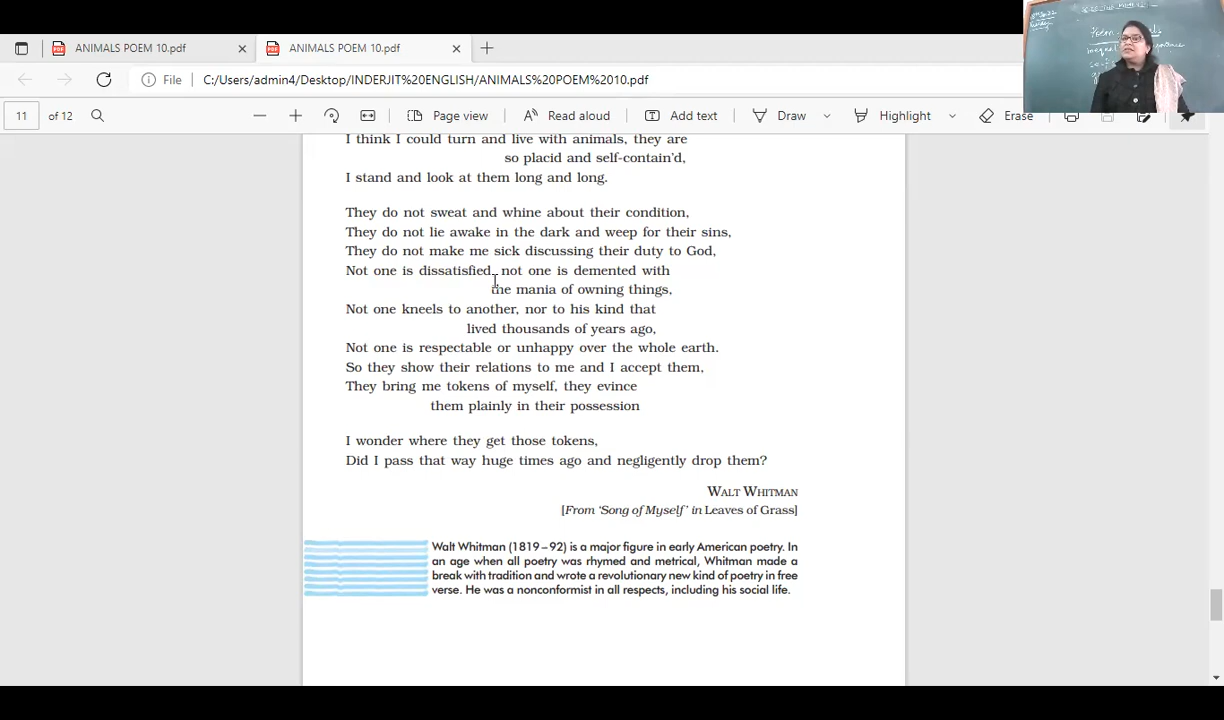 ANIMALS POEM 10.pdf
ANIMALS POEM 10.pdf
File
C:/Users/admin4/Desktop/INDERJIT%20ENGLISH/ANIMALS%20POEM%2010.pdf
11 of 12
Page view
Read aloud
Add text
Draw
Highlight
Erase
Poem
I think I could turn and live with animals, they are
so placid and self-contain'd,
I stand and look at them long and long.
They do not sweat and whine about their condition,
They do not lie awake in the dark and weep for their sins,
They do not make me sick discussing their duty to God,
Not one is dissatisfied, not one is demented with
the mania of owning things,
Not one kneels to another, nor to his kind that
lived thousands of years ago,
Not one is respectable or unhappy over the whole earth.
So they show their relations to me and I accept them,
They bring me tokens of myself, they evince
them plainly in their possession
I wonder where they get those tokens,
Did I pass that way huge times ago and negligently drop them?
WALT WHITMAN
[From ‘Song of Myself’ in Leaves of Grass]
Walt Whitman (1819–92) is a major figure in early American poetry. In
an age when all poetry was rhymed and metrical, Whitman made a
break with tradition and wrote a revolutionary new kind of poetry in free
verse. He was a nonconformist in all respects, including his social life.